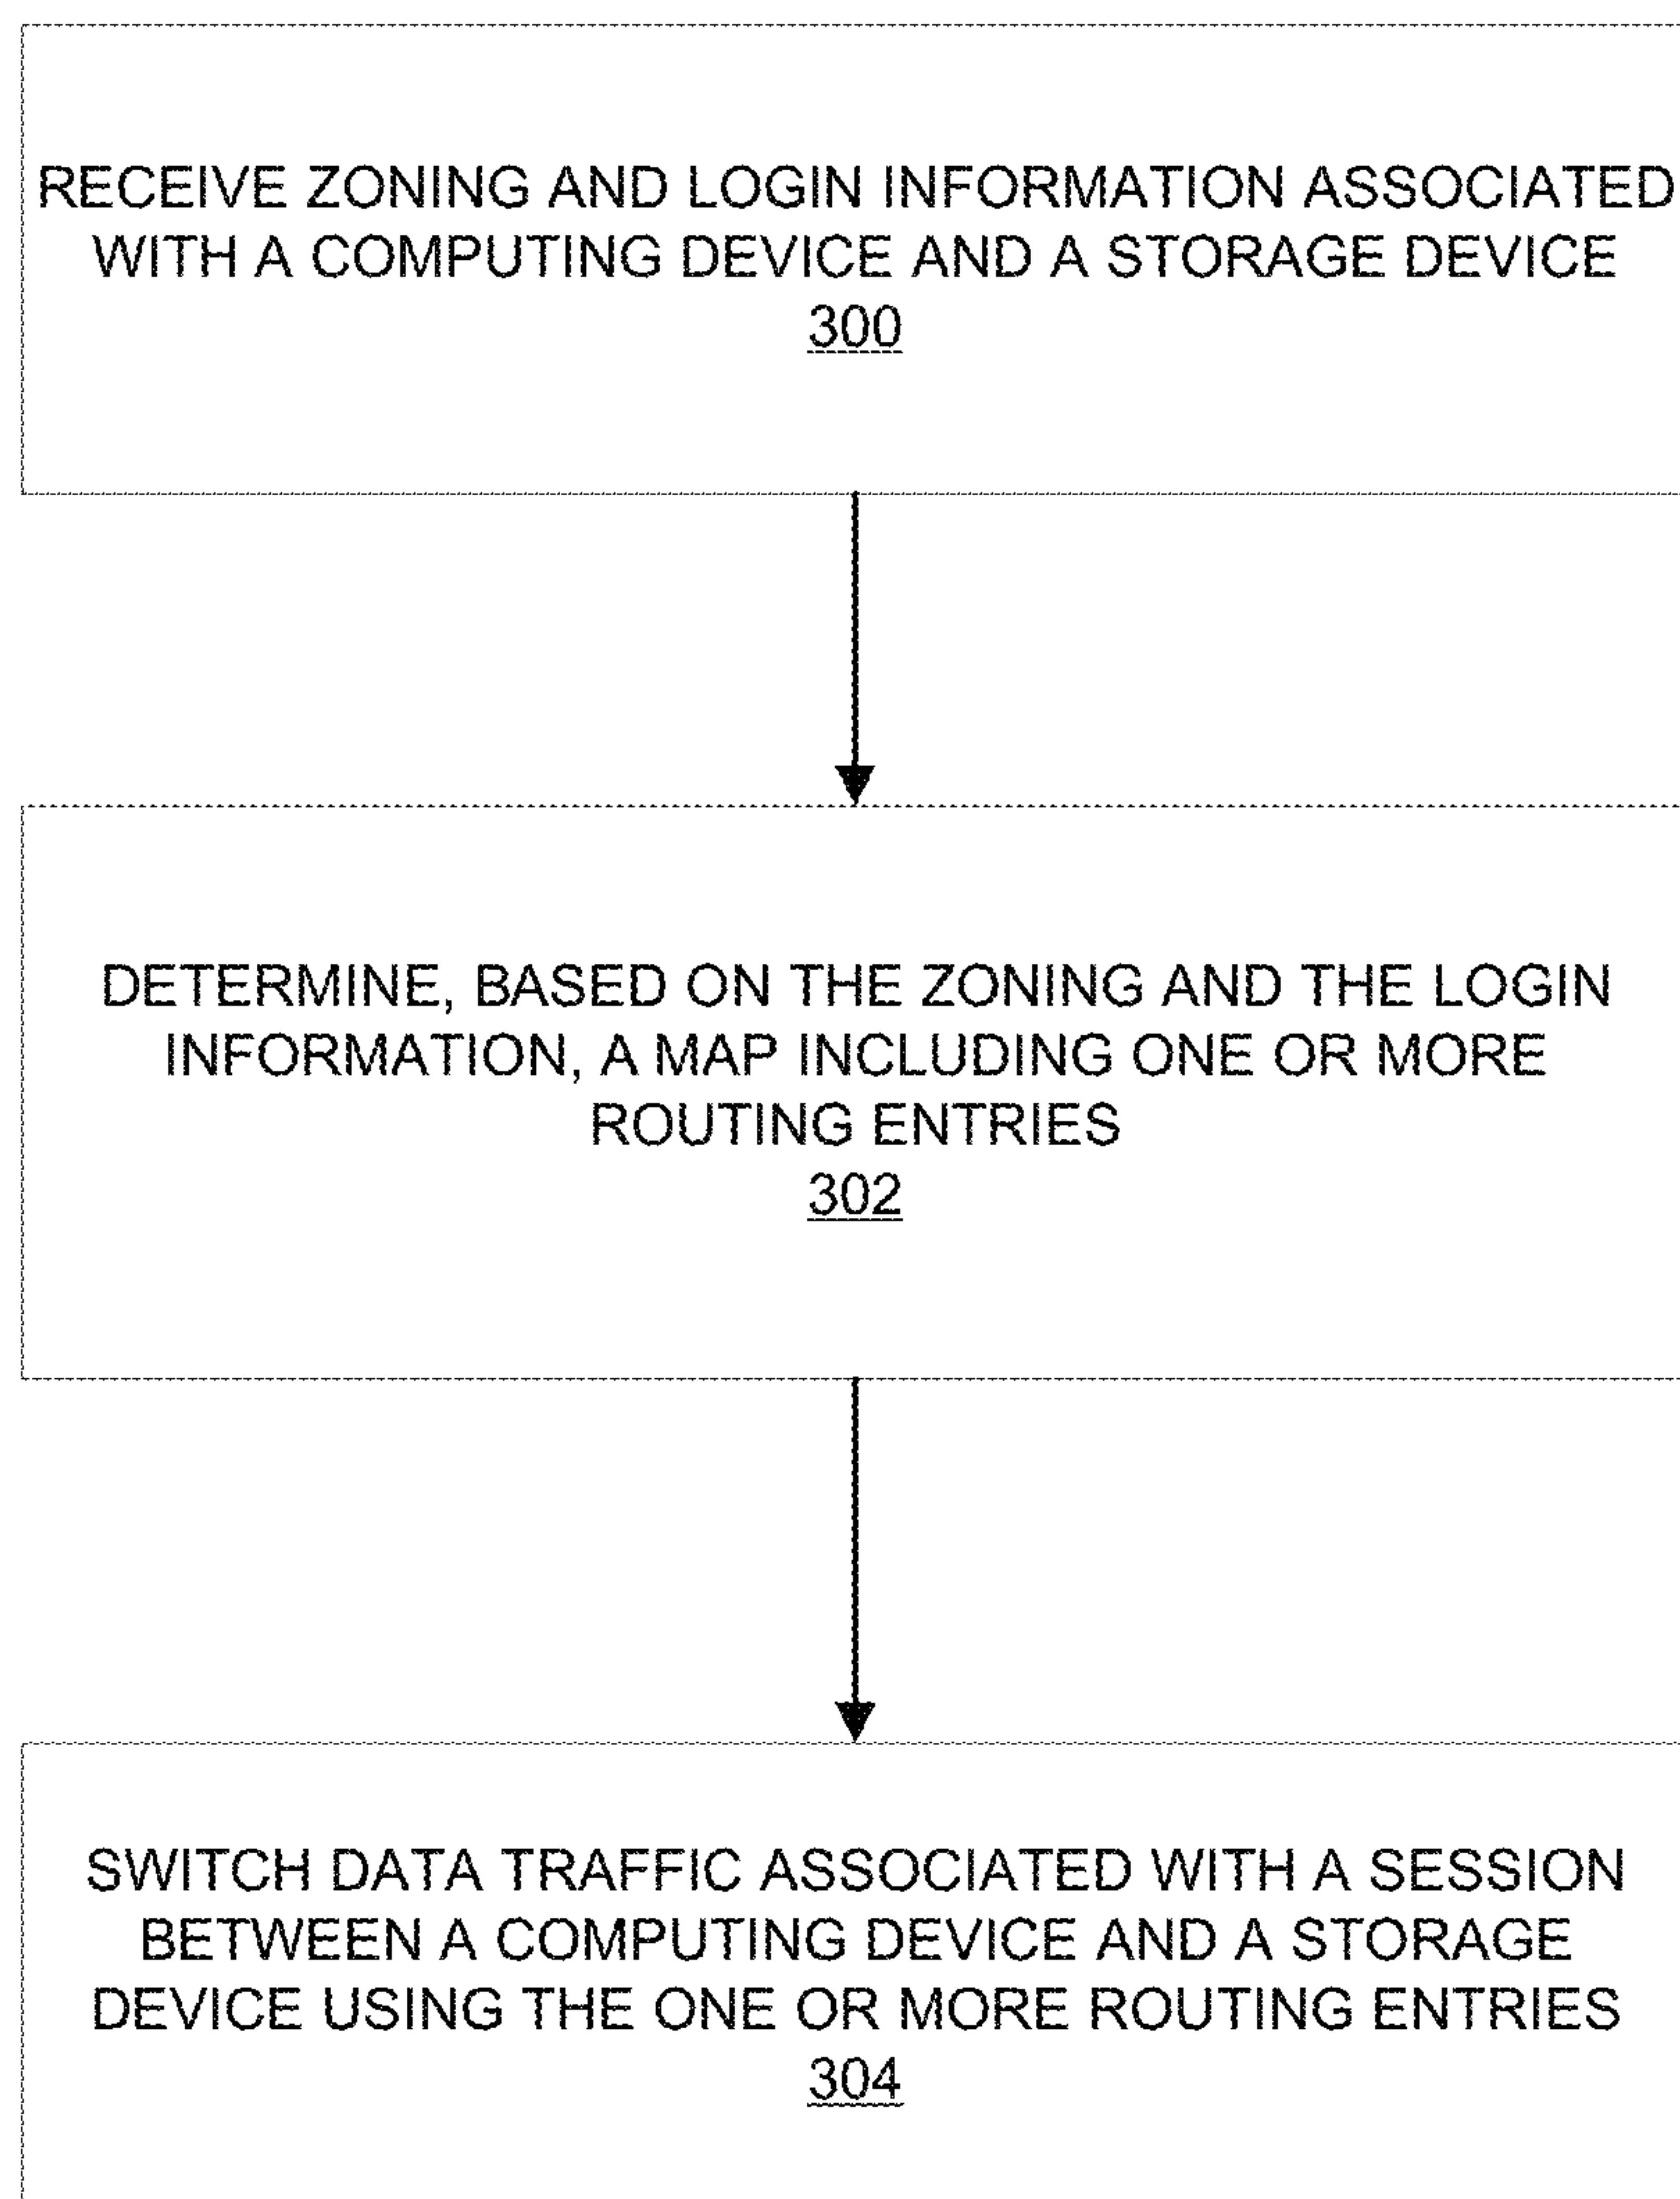 RECEIVE ZONING AND LOGIN INFORMATION ASSOCIATED
WITH A COMPUTING DEVICE AND A STORAGE DEVICE
300
DETERMINE, BASED ON THE ZONING AND THE LOGIN
INFORMATION, A MAP INCLUDING ONE OR MORE
ROUTING ENTRIES
302
SWITCH DATA TRAFFIC ASSOCIATED WITH A SESSION
BETWEEN A COMPUTING DEVICE AND A STORAGE
DEVICE USING THE ONE OR MORE ROUTING ENTRIES
304